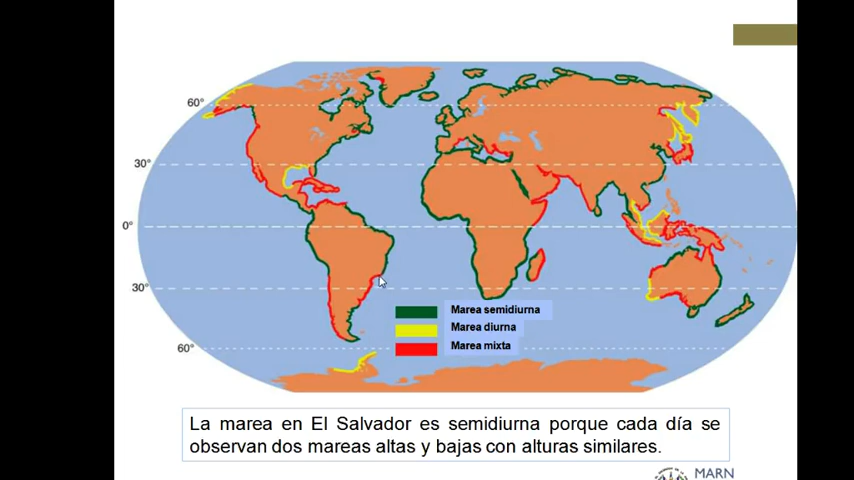 60°
30°
0°
30°
60°
Marea semidiurna
Marea diurna
Marea mixta
La marea en El Salvador es semidiurna porque cada día se
observan dos mareas altas y bajas con alturas similares.
MARN